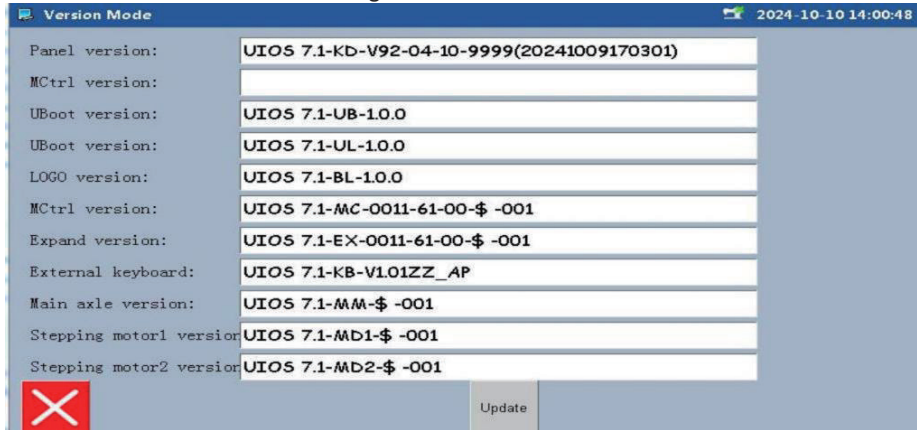 Version Mode 2024-10-10 14:00:48
Panel version: UIOS 7.1-KD-V92-04-10-9999(20241009170301)
MCtrl version:
UBoot version: UIOS 7.1-UB-1.0.0
UBoot version: UIOS 7.1-UL-1.0.0
LOGO version: UIOS 7.1-BL-1.0.0
MCtrl version: UIOS 7.1-MC-0011-61-00-$ -001
Expand version: UIOS 7.1-EX-0011-61-00-$ -001
External keyboard: UIOS 7.1-KB-V1.01ZZ_AP
Main axle version: UIOS 7.1-MM-$ -001
Stepping motor1 version UIOS 7.1-MD1-$ -001
Stepping motor2 version UIOS 7.1-MD2-$ -001
Update